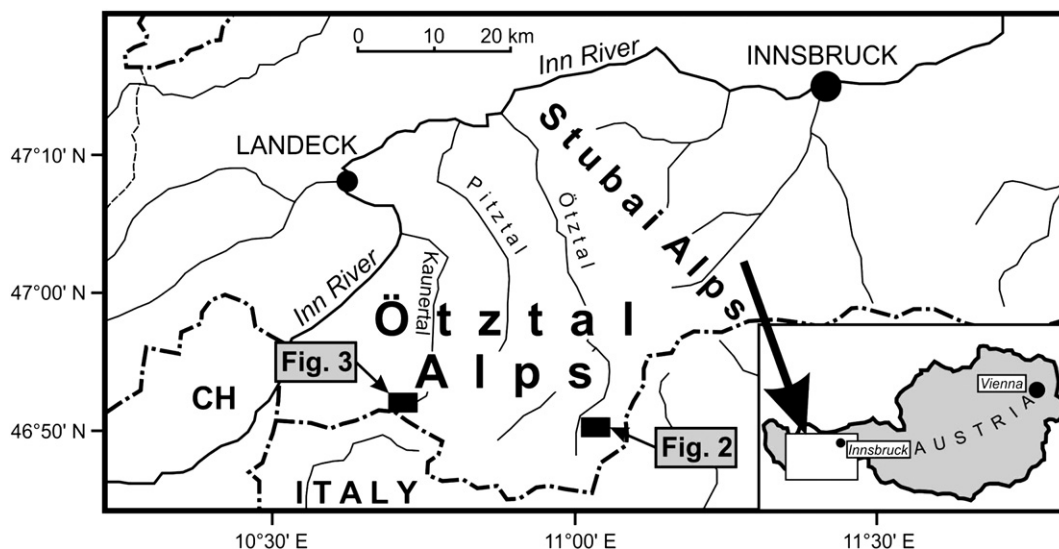 0 10 20 km
Inn River
INNSBRUCK
47°10' N
LANDECK
Stubai Alps
Pitztal
Ötztal
Inn River
Kaunertal
47°00' N
Ötztal
Alps
Fig. 3
CH
46°50' N
Fig. 2
ITALY
Vienna
AUSTRIA
Innsbruck
10°30' E
11°00' E
11°30' E